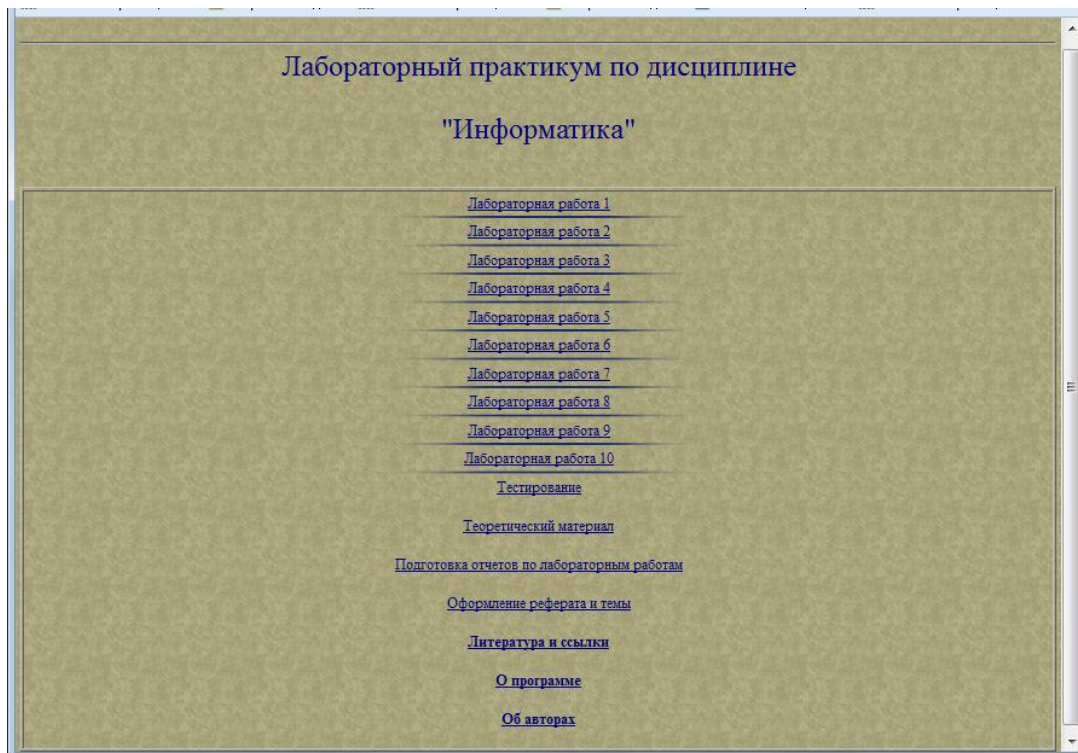 Лабораторный практикум по дисциплине
"Информатика"
Лабораторная работа 1
Лабораторная работа 2
Лабораторная работа 3
Лабораторная работа 4
Лабораторная работа 5
Лабораторная работа 6
Лабораторная работа 7
Лабораторная работа 8
Лабораторная работа 9
Лабораторная работа 10
Тестирование
Теоретический материал
Подготовка отчетов по лабораторным работам
Оформление реферата и темы
Литература и ссылки
О программе
Об авторах